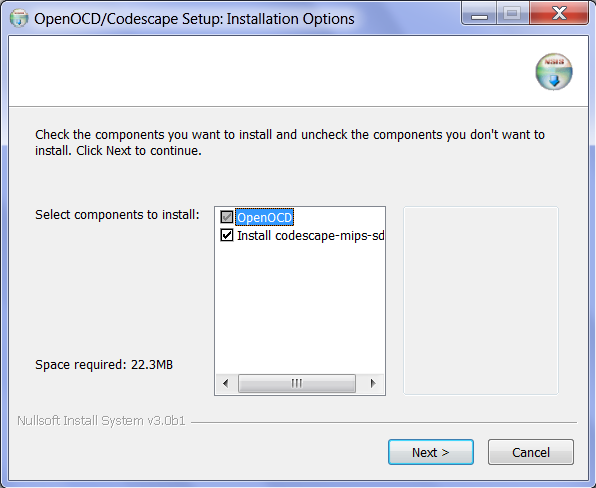 OpenOCD/Codescape Setup: Installation Options
Check the components you want to install and uncheck the components you don't want to
install. Click Next to continue.
Select components to install:
OpenOCD
Install codescape-mips-sd
Space required: 22.3MB
Nullsoft Install System v3.0b1
Next >
Cancel